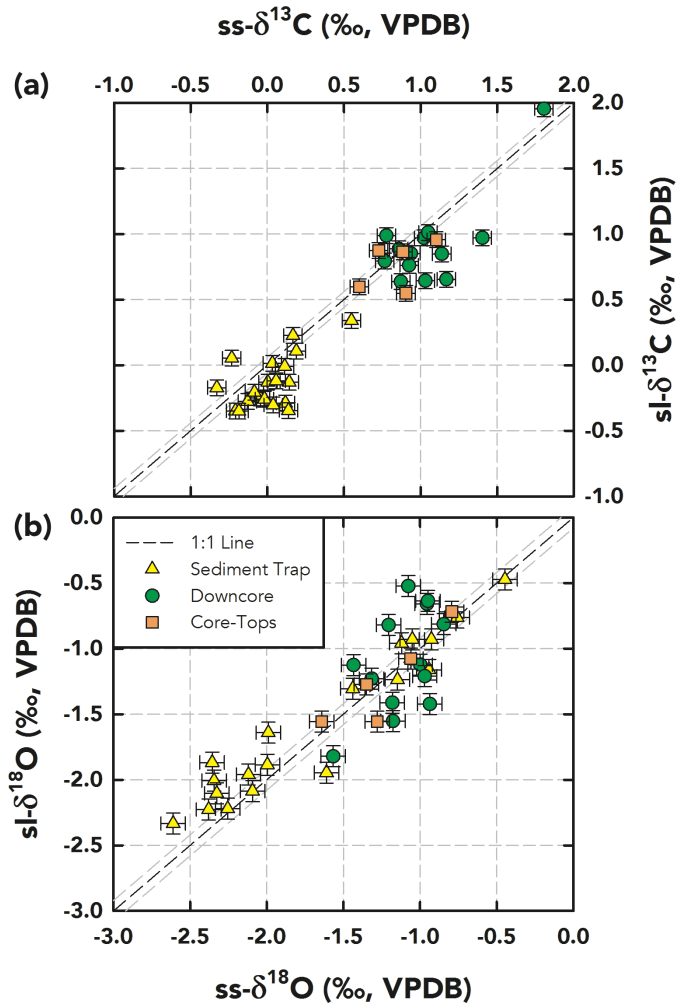 ss-δ¹³C (‰, VPDB)
(a)
-1.0 -0.5 0.0 0.5 1.0 1.5 2.0
2.0
1.5
1.0
0.5
0.0
-0.5
-1.0
sl-δ¹³C (‰, VPDB)
(b)
0.0
-0.5
-1.0
-1.5
-2.0
-2.5
-3.0
sl-δ¹⁸O (‰, VPDB)
1:1 Line
Sediment Trap
Downcore
Core-Tops
-3.0 -2.5 -2.0 -1.5 -1.0 -0.5 0.0
ss-δ¹⁸O (‰, VPDB)